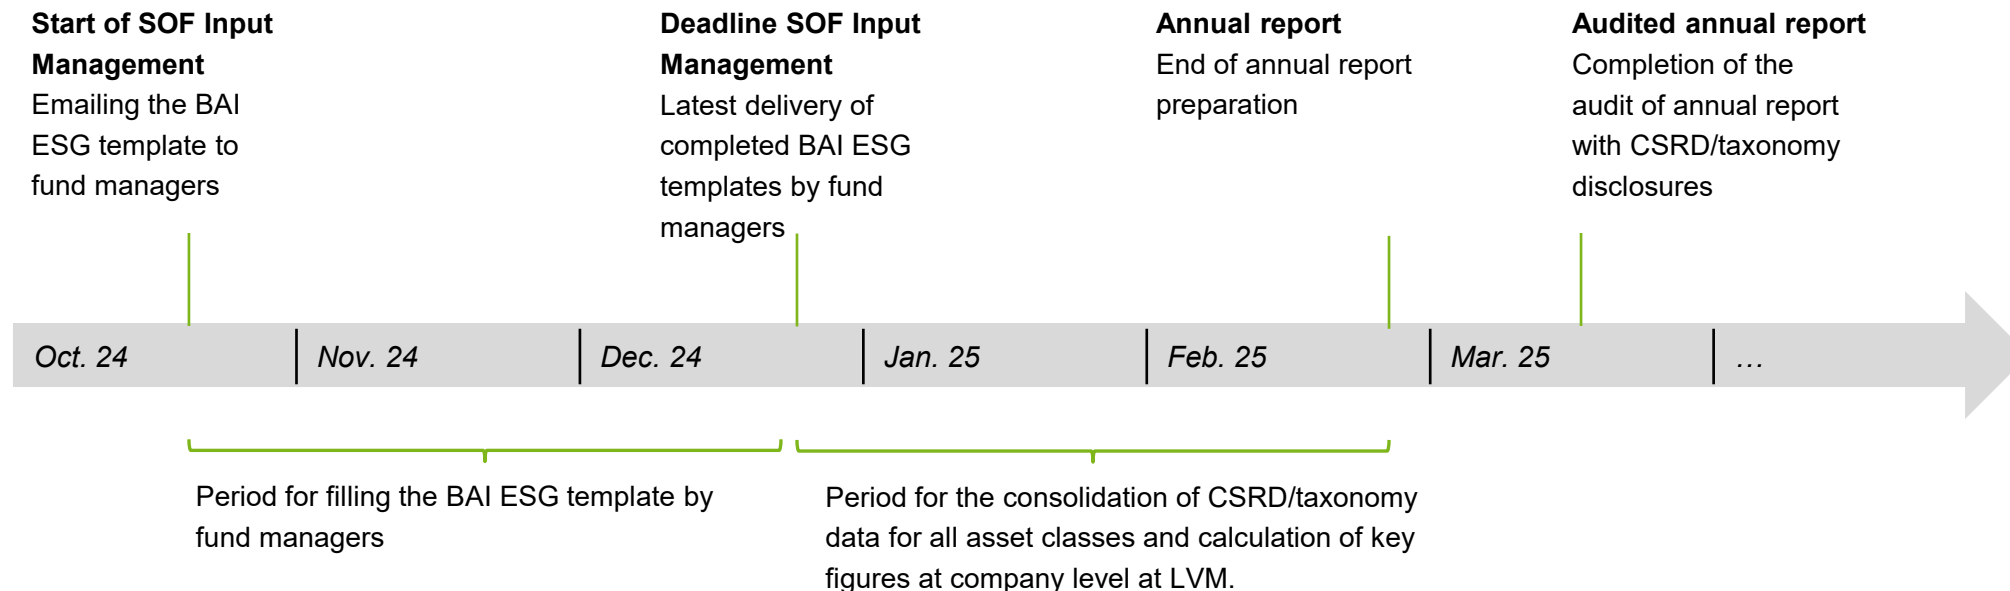 Start of SOF Input
Management
Emailing the BAI
ESG template to
fund managers
Deadline SOF Input
Management
Latest delivery of
completed BAI ESG
templates by fund
managers
Annual report
End of annual report
preparation
Audited annual report
Completion of the
audit of annual report
with CSRD/taxonomy
disclosures
Oct. 24
Nov. 24
Dec. 24
Jan. 25
Feb. 25
Mar. 25
…
Period for filling the BAI ESG template by
fund managers
Period for the consolidation of CSRD/taxonomy
data for all asset classes and calculation of key
figures at company level at LVM.